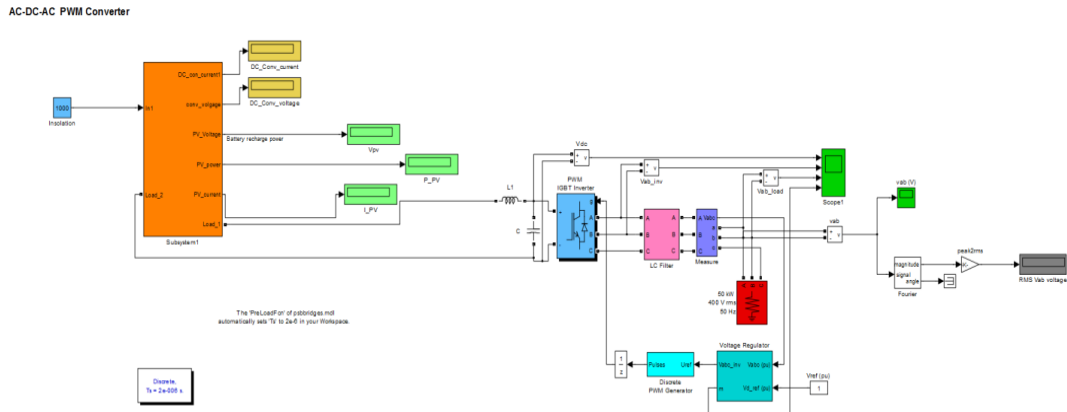 AC-DC-AC PWM Converter
DC_Conv_current
DC_con_current1
DC_Conv_voltage
1000
In1
conv_volgage
Insolation
PV_Voltage
Battery recharge power
Vpv
PV_power
P_PV
PV_current
I_PV
Load_2
Load_1
Subsystem1
L1
C
Vdc
PWM
IGBT Inverter
g
+
-
A
B
C
Vab_inv
Vab_load
Scope1
A
B
C
A
B
C
LC Filter
A
B
C
Vabc
a
b
c
Measure
vab (V)
vab
magnitude
signal
angle
Fourier
peak2rms
K-
RMS Vab voltage
A B C
50 kW
400 V rms
50 Hz
The 'PreLoadFcn' of psbbridges.mdl
automatically sets 'Ts' to 2e-6 in your Workspace.
Voltage Regulator
1
z
Pulses
Uref
Discrete
PWM Generator
Vabc_inv
Vabc (pu)
m
Vd_ref (pu)
Vref (pu)
1
Discrete,
Ts = 2e-006 s.